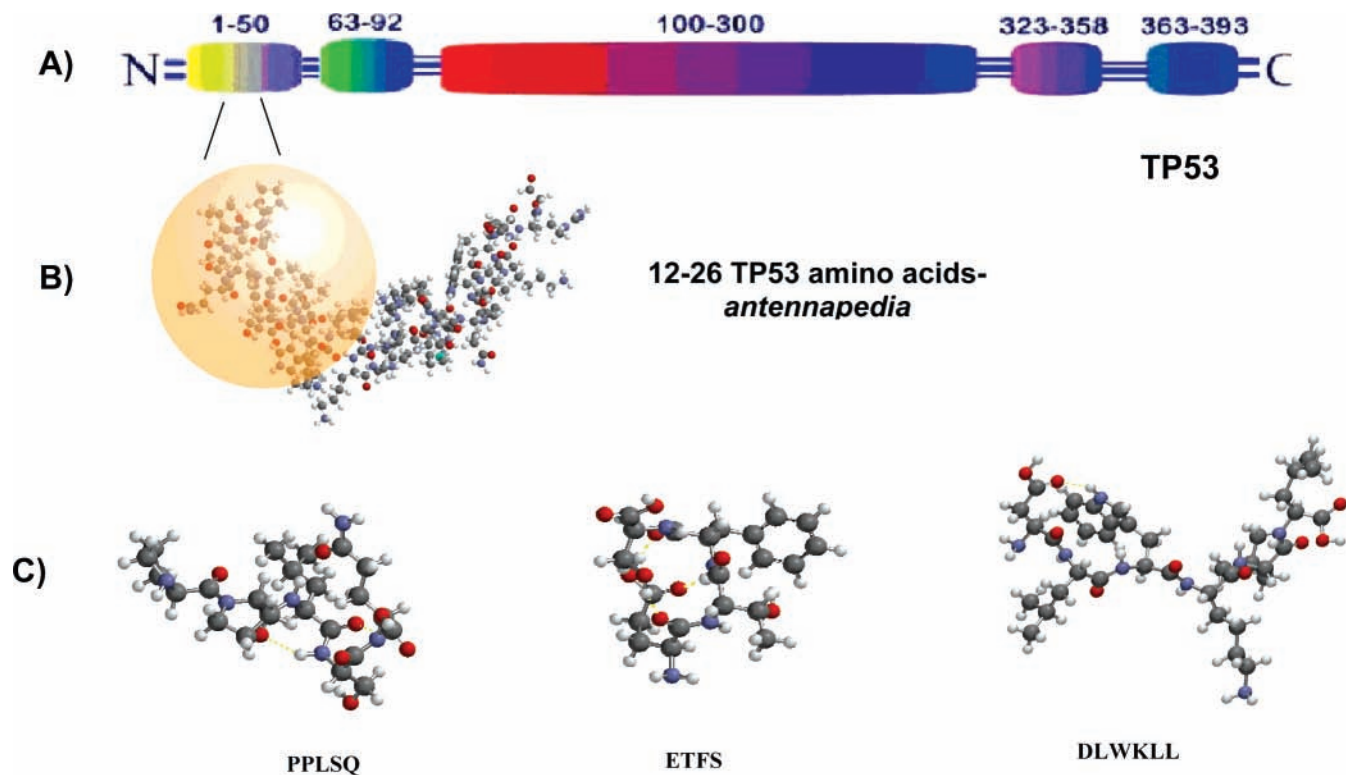 1-50 63-92 100-300 323-358 363-393
A) N C
TP53
B)
12-26 TP53 amino acids-
antennapedia
C)
PPLSQ ETFS DLWKLL